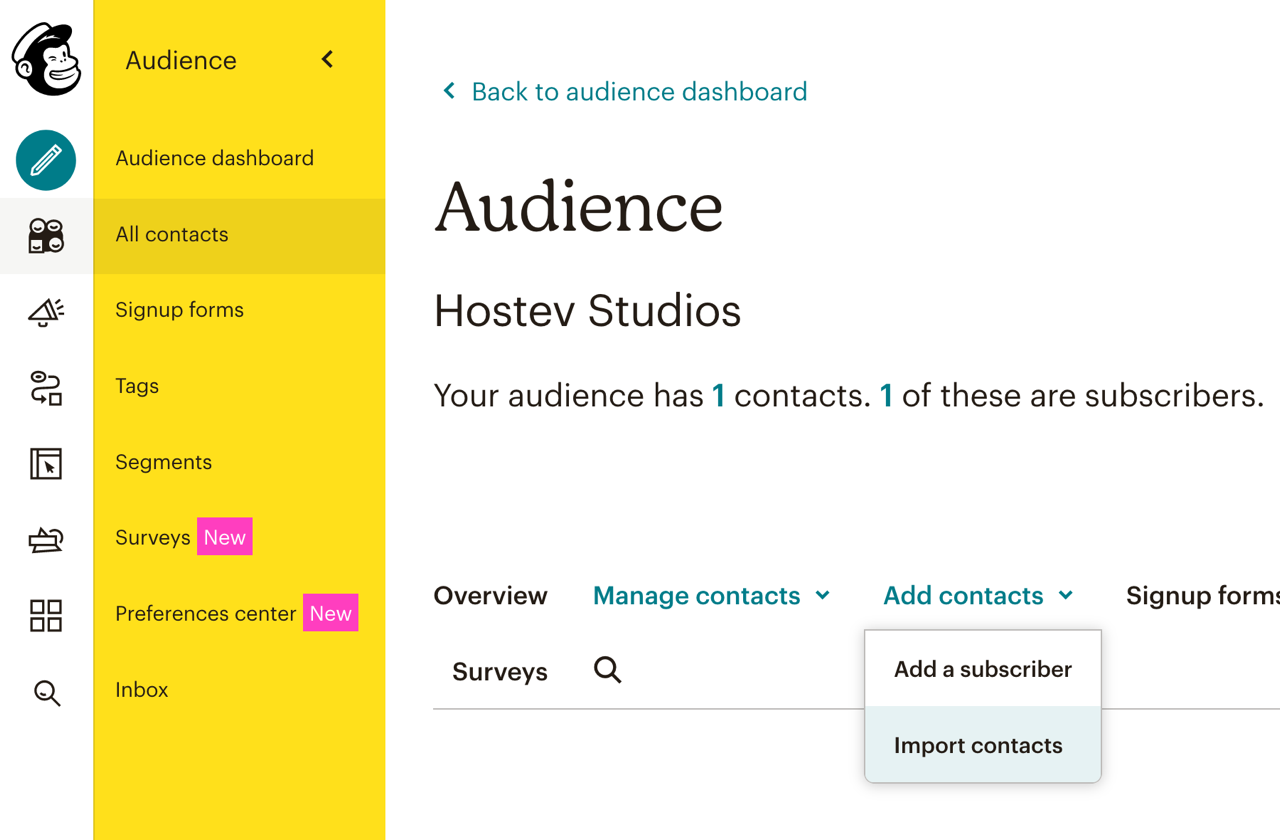 Audience
Audience dashboard
All contacts
Signup forms
Tags
Segments
Surveys New
Preferences center New
Inbox
Back to audience dashboard
Audience
Hostev Studios
Your audience has 1 contacts. 1 of these are subscribers.
Overview Manage contacts Add contacts Signup forms
Surveys
Add a subscriber
Import contacts